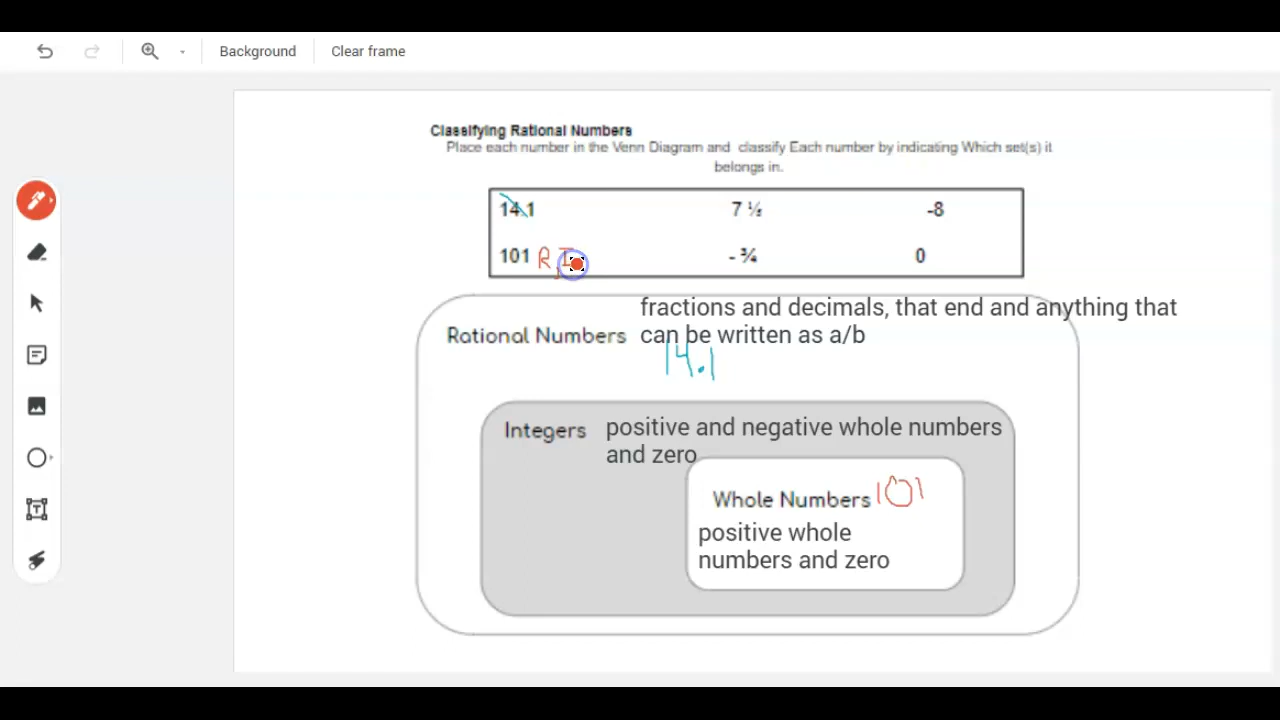 Background Clear frame
Classifying Rational Numbers
Place each number in the Venn Diagram and classify Each number by indicating Which set(s) it
belongs in.
14.1 7 ⅓ -8
101 R, I - ¾ 0
fractions and decimals, that end and anything that
Rational Numbers can be written as a/b
14.1
Integers positive and negative whole numbers
and zero
Whole Numbers 101
positive whole
numbers and zero